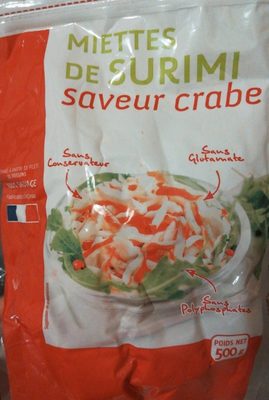 MIETTES
DE SURIMI
saveur crabe
Sans
Conservateur
Sans
Glutamate
Sans
Polyphosphates
POIDS NET
500 g